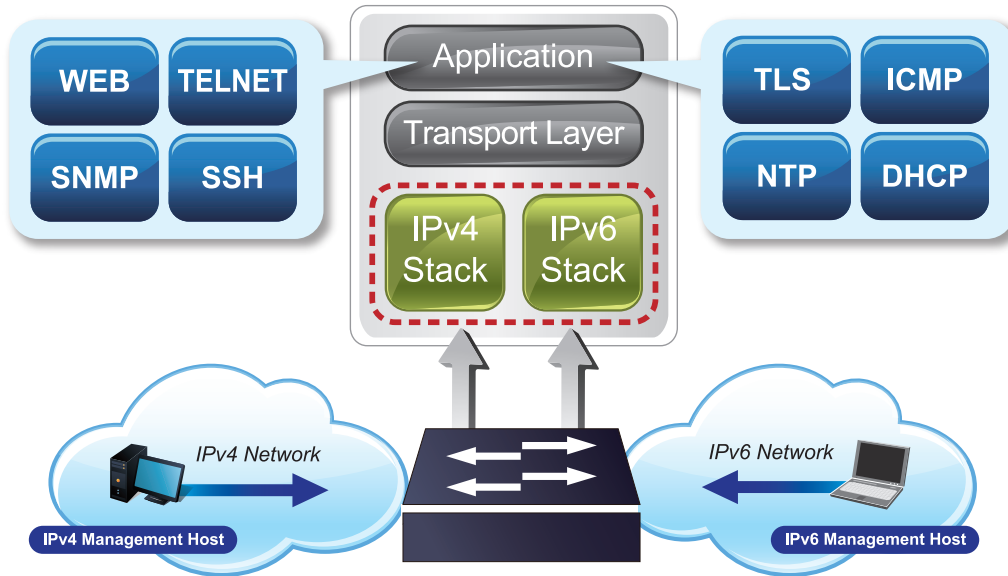 WEB
TELNET
SNMP
SSH
Application
Transport Layer
IPv4
Stack
IPv6
Stack
TLS
ICMP
NTP
DHCP
IPv4 Network
IPv4 Management Host
IPv6 Network
IPv6 Management Host